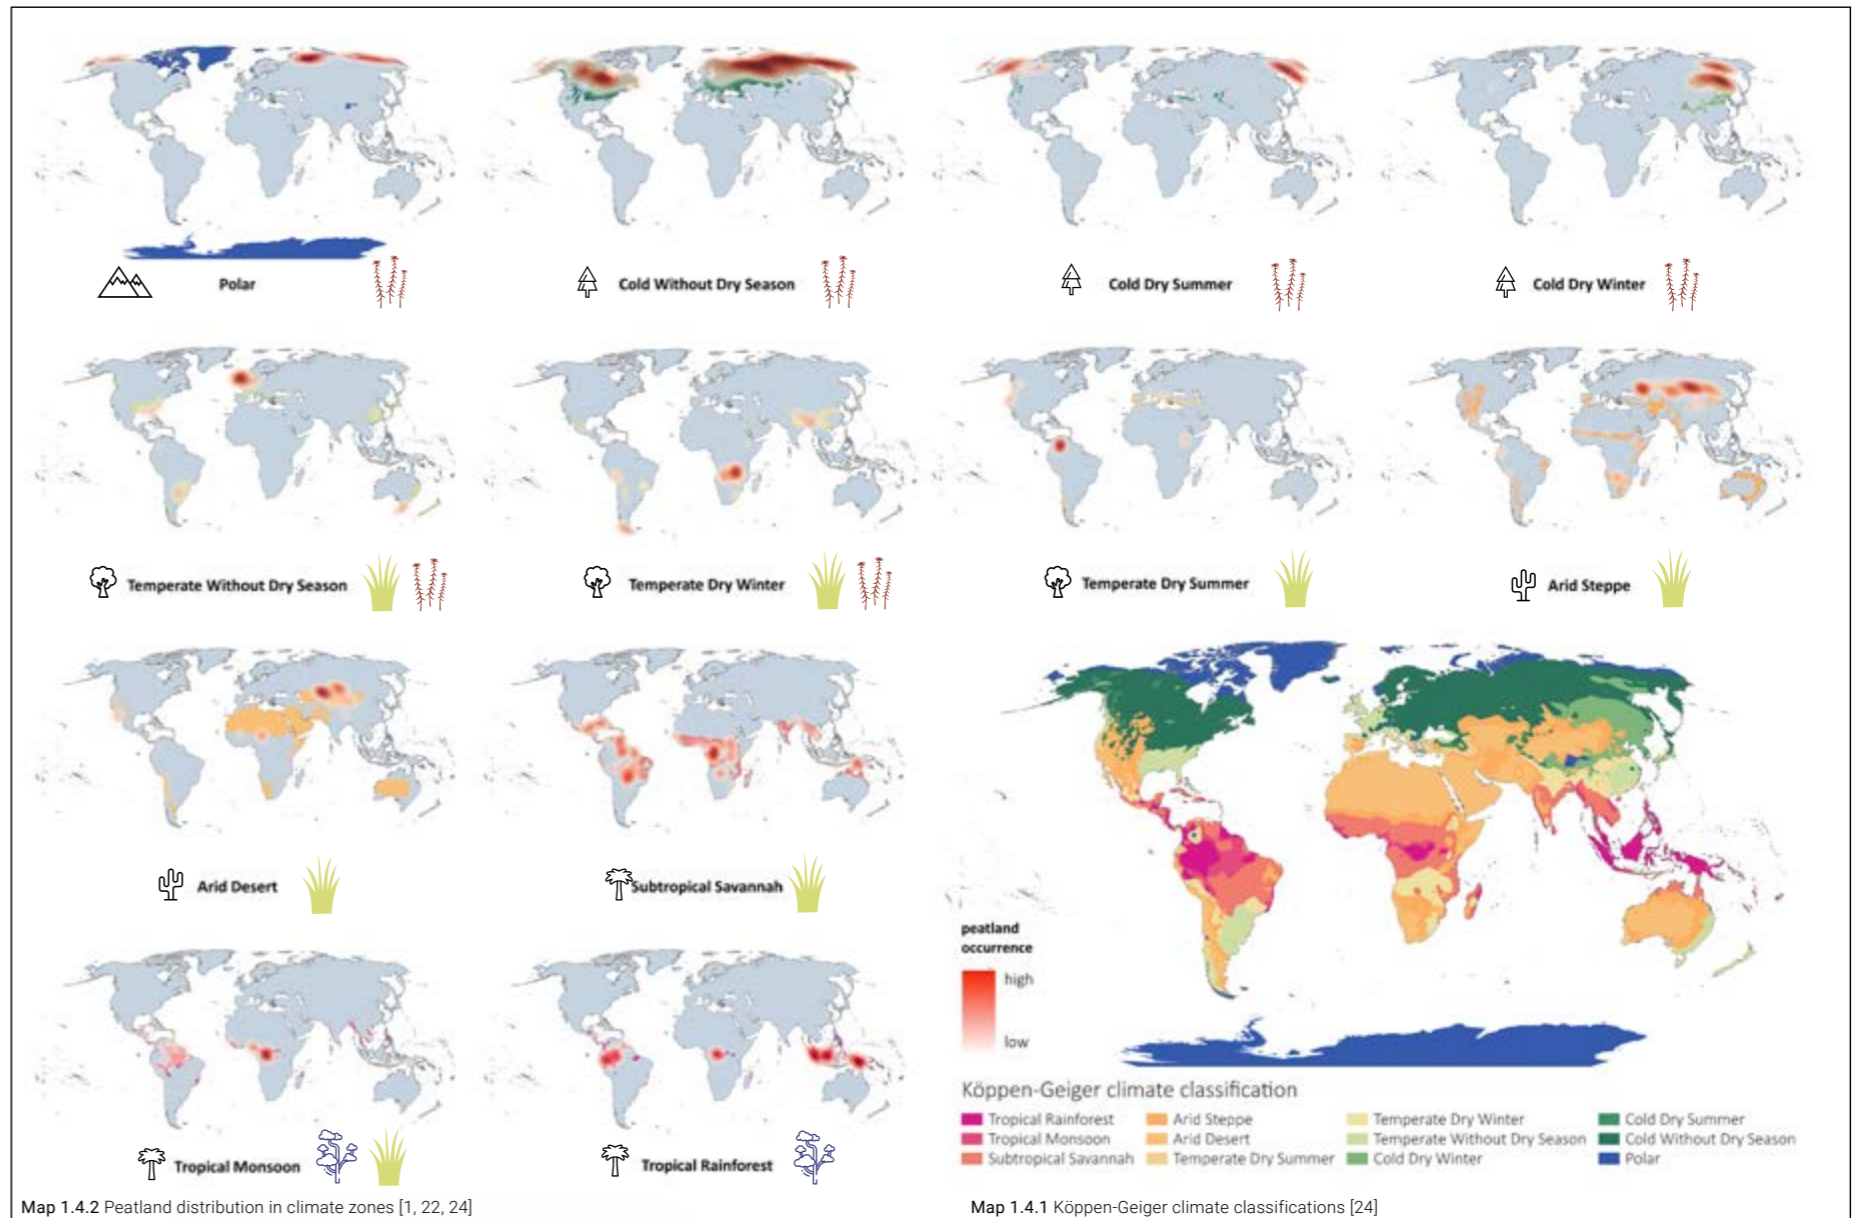 Polar
Cold Without Dry Season
Cold Dry Summer
Cold Dry Winter
Temperate Without Dry Season
Temperate Dry Winter
Temperate Dry Summer
Arid Steppe
Arid Desert
Subtropical Savannah
Tropical Monsoon
Tropical Rainforest
Map 1.4.2 Peatland distribution in climate zones [1, 22, 24]
peatland
occurrence
high
low
Köppen-Geiger climate classification
Tropical Rainforest
Tropical Monsoon
Subtropical Savannah
Arid Steppe
Arid Desert
Temperate Dry Summer
Temperate Dry Winter
Temperate Without Dry Season
Cold Dry Winter
Cold Dry Summer
Cold Without Dry Season
Polar
Map 1.4.1 Köppen-Geiger climate classifications [24]